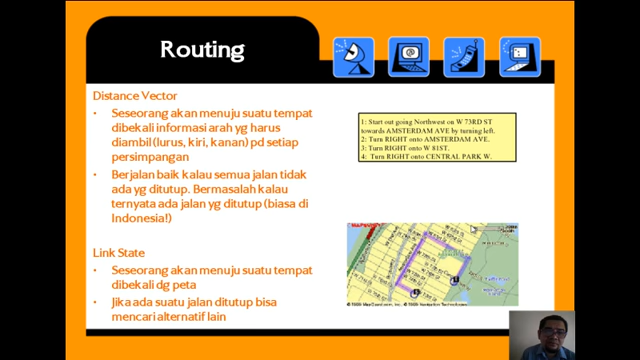 Routing
Distance Vector
• Seseorang akan menuju suatu tempat
dibekali informasi arah yg harus
diambil (lurus, kiri, kanan) pd setiap
persimpangan
• Berjalan baik kalau semua jalan tidak
ada yg ditutup. Bermasalah kalau
ternyata ada jalan yg ditutup (biasa di
Indonesia!)
Link State
• Seseorang akan menuju suatu tempat
dibekali dg peta
• Jika ada suatu jalan ditutup bisa
mencari alternatif lain
1: Start out going Northwest on W 73RD ST
towards AMSTERDAM AVE by turning left.
2: Turn RIGHT onto AMSTERDAM AVE.
3: Turn RIGHT onto W 81ST.
4: Turn RIGHT onto CENTRAL PARK W.